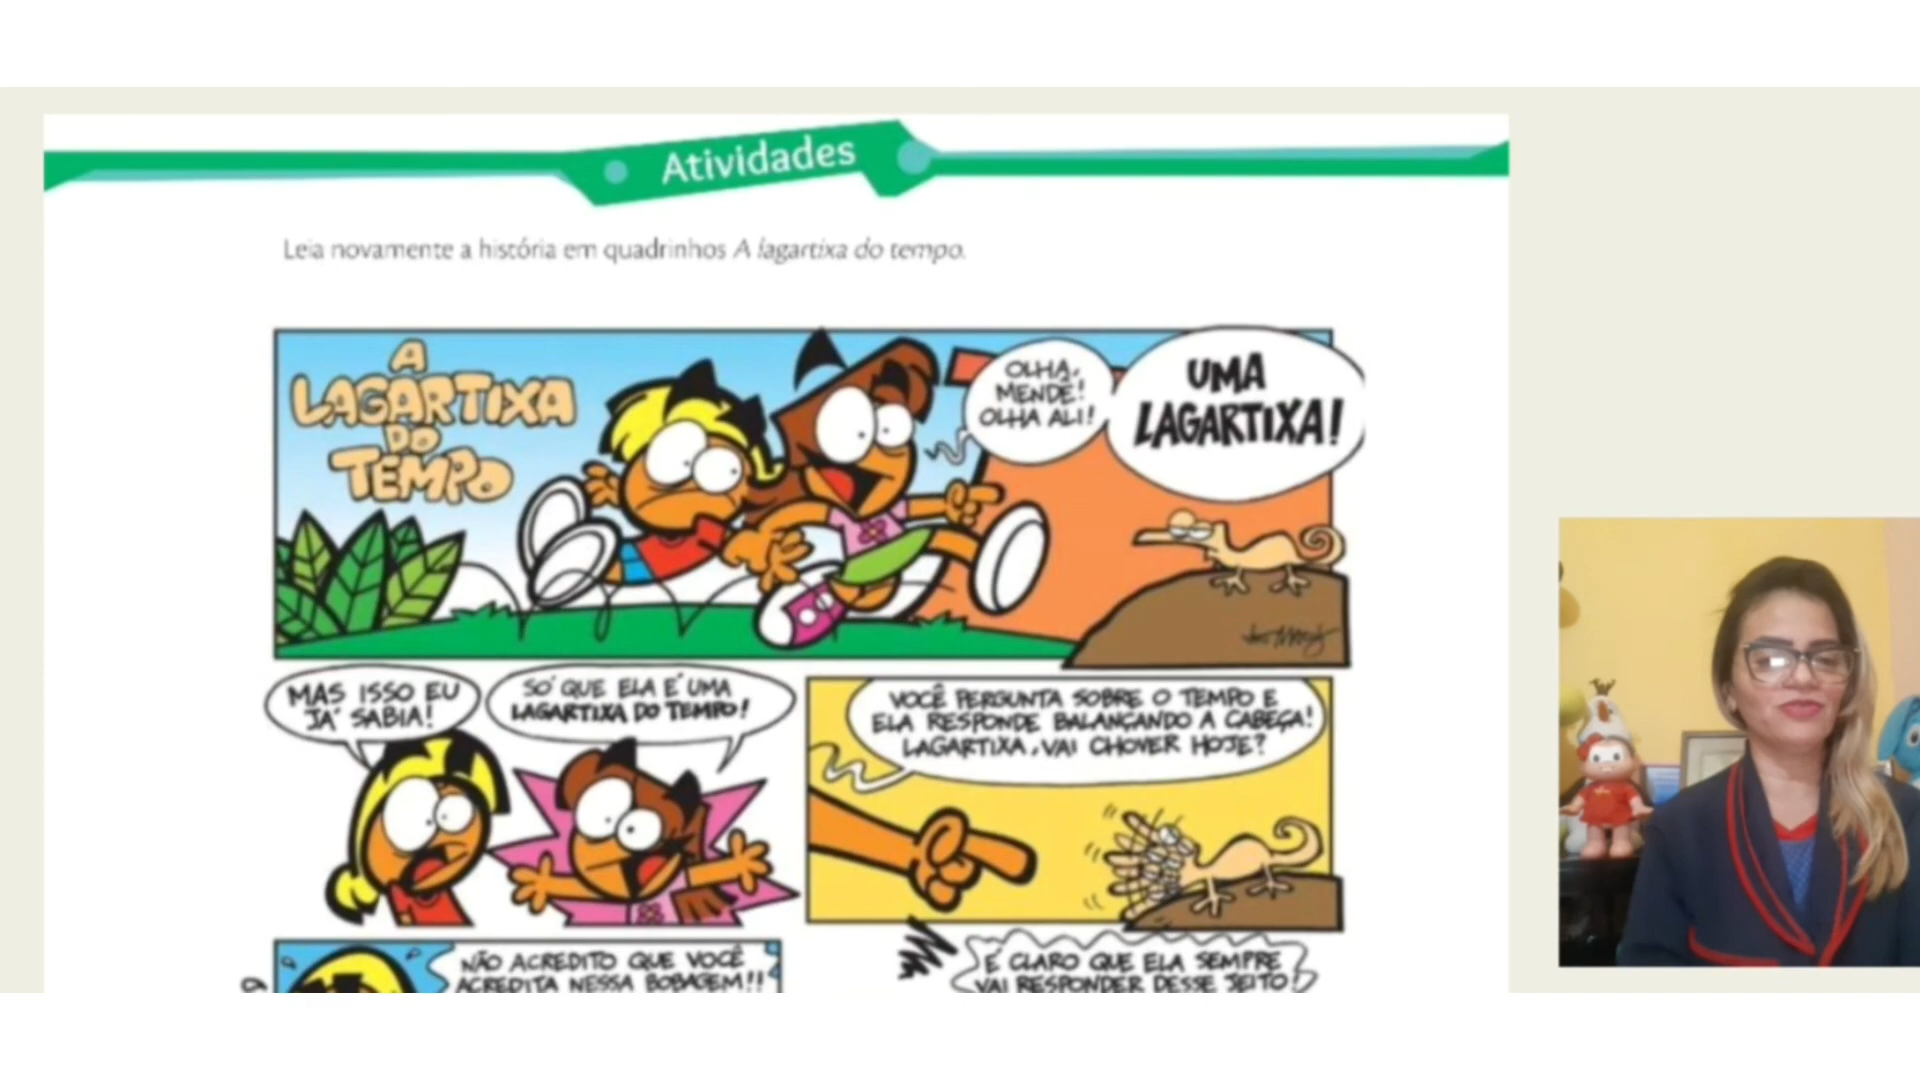 Atividades
Leia novamente a história em quadrinhos A lagartixa do tempo.
A
LAGARTIXA
DO
TEMPO
OLHA,
MENDÊ!
OLHA ALI!
UMA
LAGARTIXA!
MAS ISSO EU
JÁ SABIA!
SÓ QUE ELA É UMA
LAGARTIXA DO TEMPO!
VOCÊ PERGUNTA SOBRE O TEMPO E
ELA RESPONDE BALANÇANDO A CABEÇA!
LAGARTIXA, VAI CHOVER HOJE?
NÃO ACREDITO QUE VOCÊ
ACREDITA NESSA BOBAGEM!!
É CLARO QUE ELA SEMPRE
VAI RESPONDER DESSE JEITO!